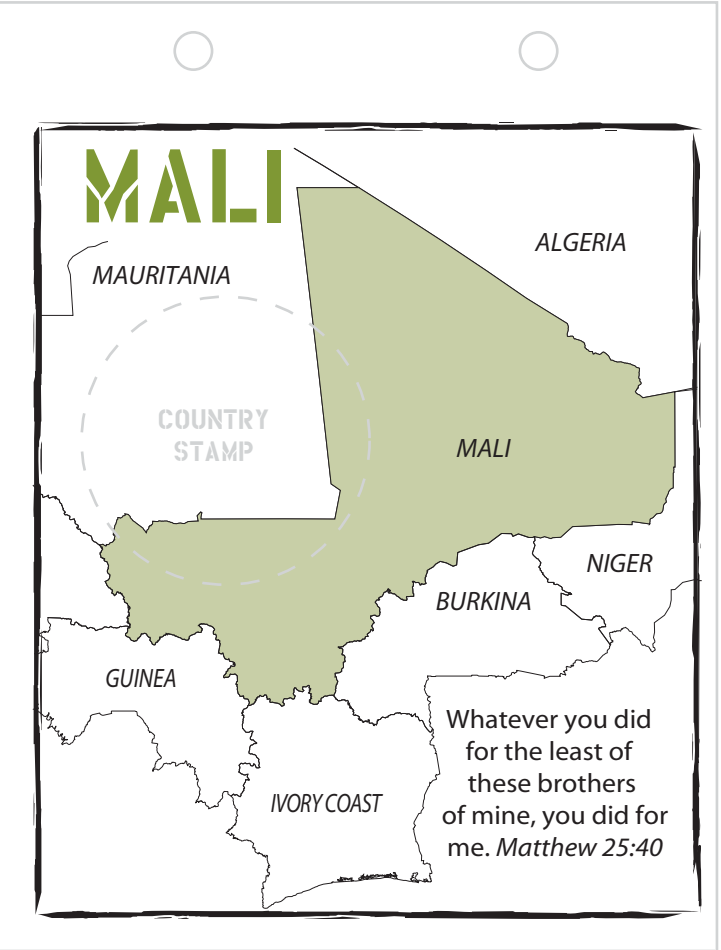 MALI
ALGERIA
MAURITANIA
COUNTRY
STAMP
MALI
NIGER
BURKINA
GUINEA
IVORY COAST
Whatever you did
for the least of
these brothers
of mine, you did for
me. Matthew 25:40